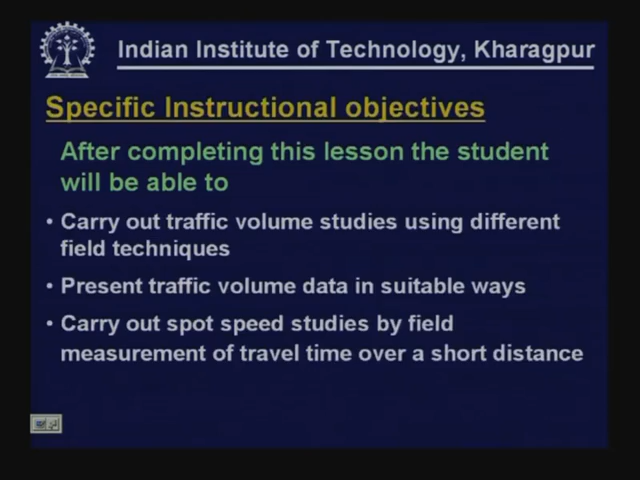 Indian Institute of Technology, Kharagpur
Specific Instructional objectives
After completing this lesson the student
will be able to
• Carry out traffic volume studies using different
field techniques
• Present traffic volume data in suitable ways
• Carry out spot speed studies by field
measurement of travel time over a short distance